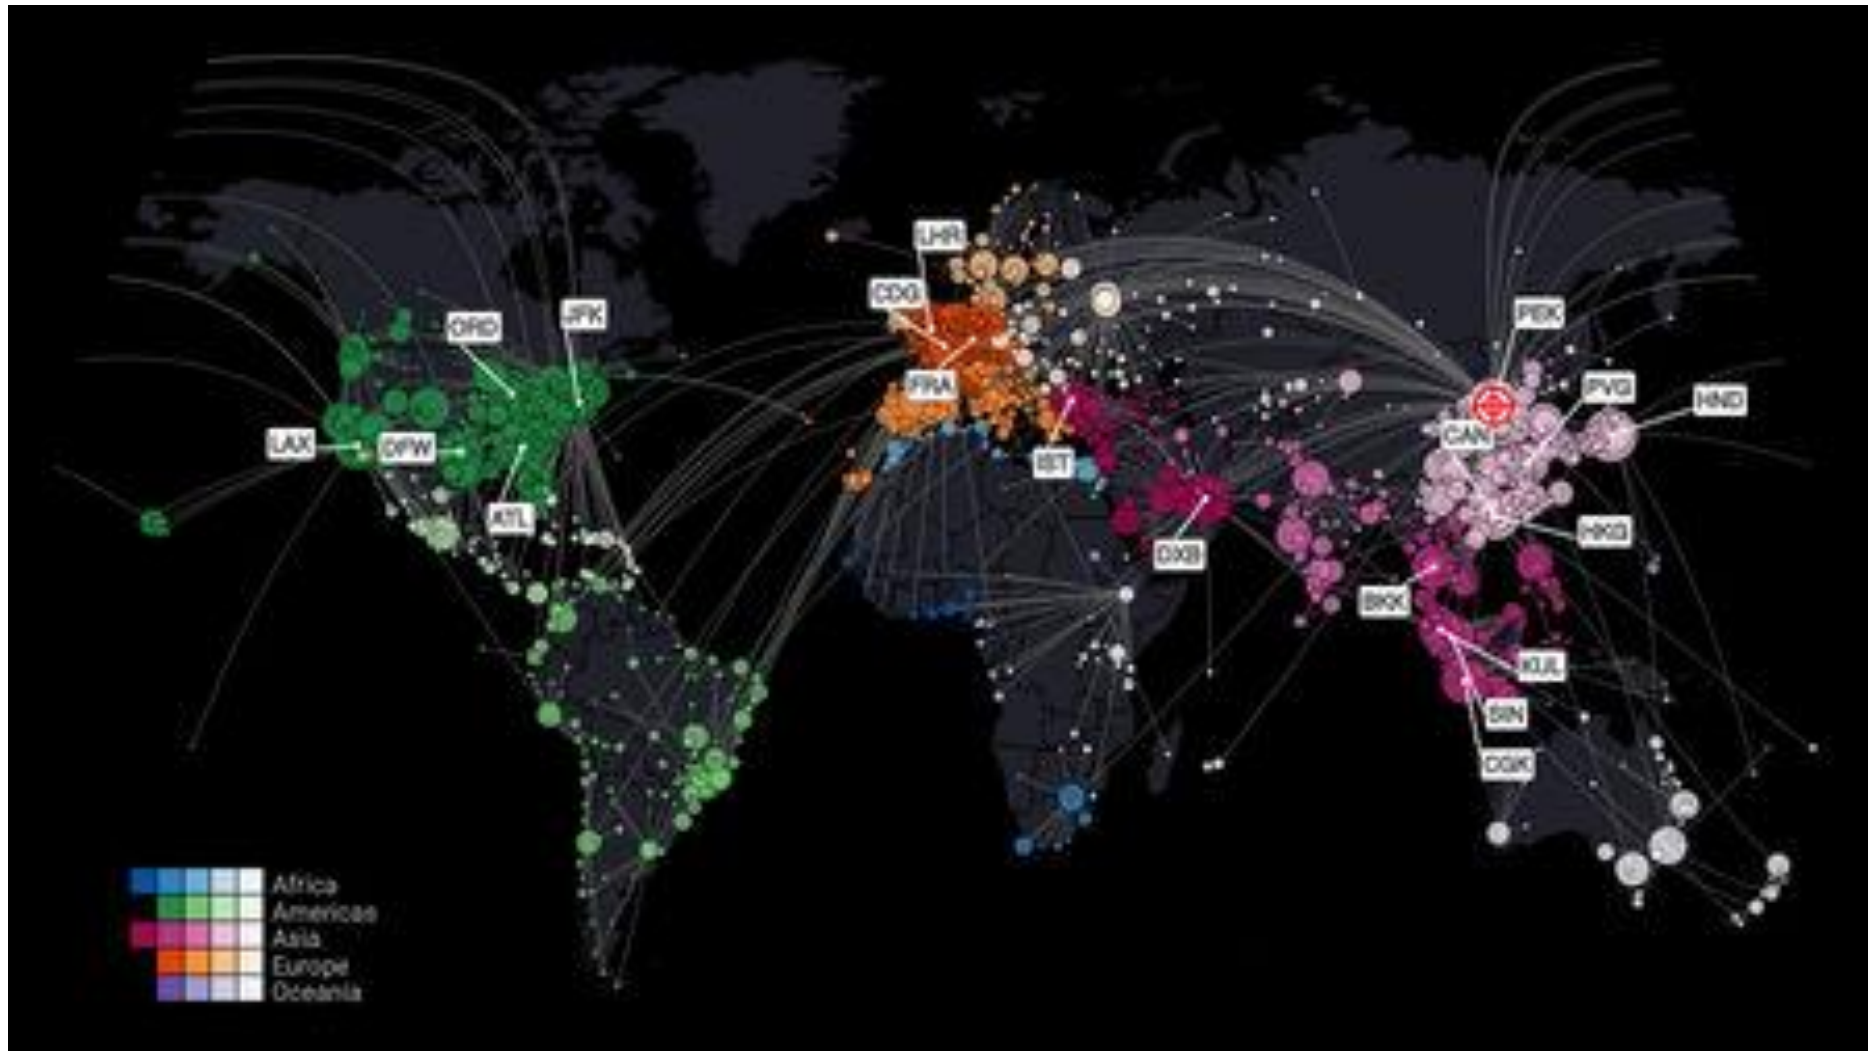 LHR
CDG
JFK
ORD
PEK
FRA
PVG
HND
LAX
DFW
CAN
IST
ATL
HKG
DXB
BKK
KUL
SIN
CGK
Africa
Americas
Asia
Europe
Oceania